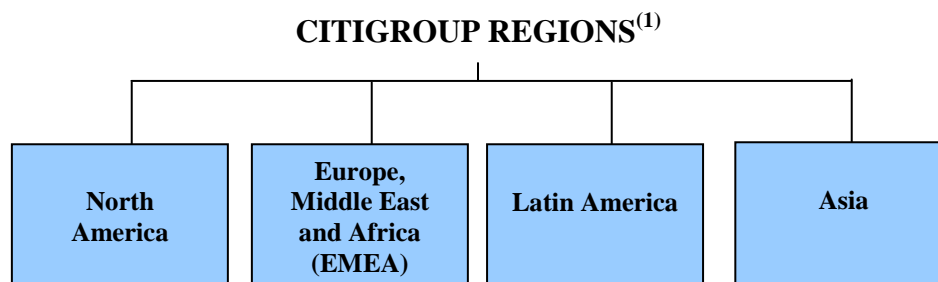 CITIGROUP REGIONS(1)
North
America
Europe,
Middle East
and Africa
(EMEA)
Latin America
Asia